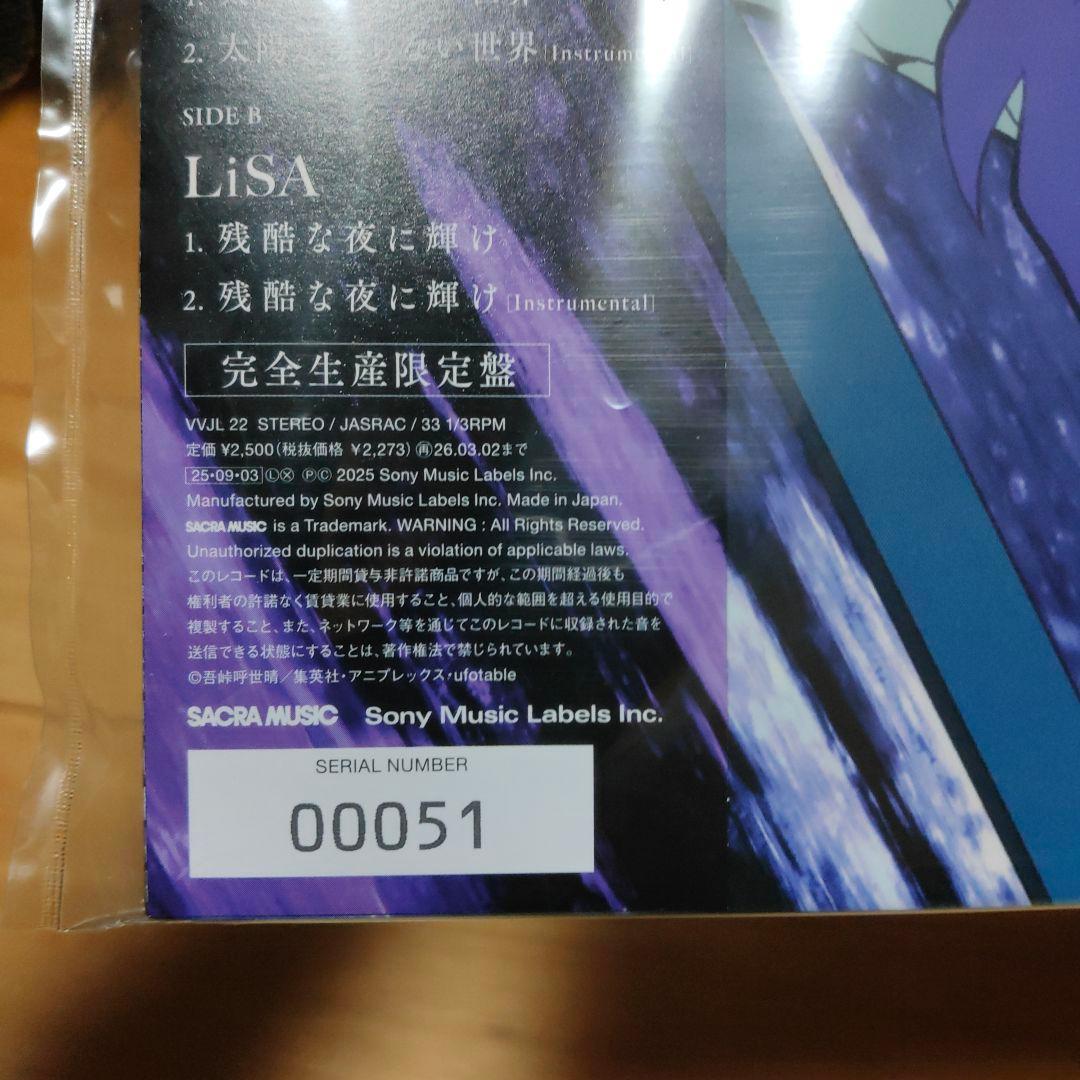 2. 太陽 ない世界 [Instrumental]
SIDE B
LiSA
1. 残酷な夜に輝け
2. 残酷な夜に輝け [Instrumental]
完全生産限定盤
VVJL 22 STEREO / JASRAC / 33 1/3RPM
定価 ¥2,500(税抜価格 ¥2,273) 再26.03.02まで
25・09・03 Ⓛ Ⓧ ℗© 2025 Sony Music Labels Inc.
Manufactured by Sony Music Labels Inc. Made in Japan.
SACRA MUSIC is a Trademark. WARNING : All Rights Reserved.
Unauthorized duplication is a violation of applicable laws.
このレコードは、一定期間貸与非許諾商品ですが、この期間経過後も
権利者の許諾なく賃貸業に使用すること、個人的な範囲を超える使用目的で
複製すること、また、ネットワーク等を通じてこのレコードに収録された音を
送信できる状態にすることは、著作権法で禁じられています。
©吾峠呼世晴／集英社・アニプレックス・ufotable
SACRA MUSIC Sony Music Labels Inc.
SERIAL NUMBER
00051